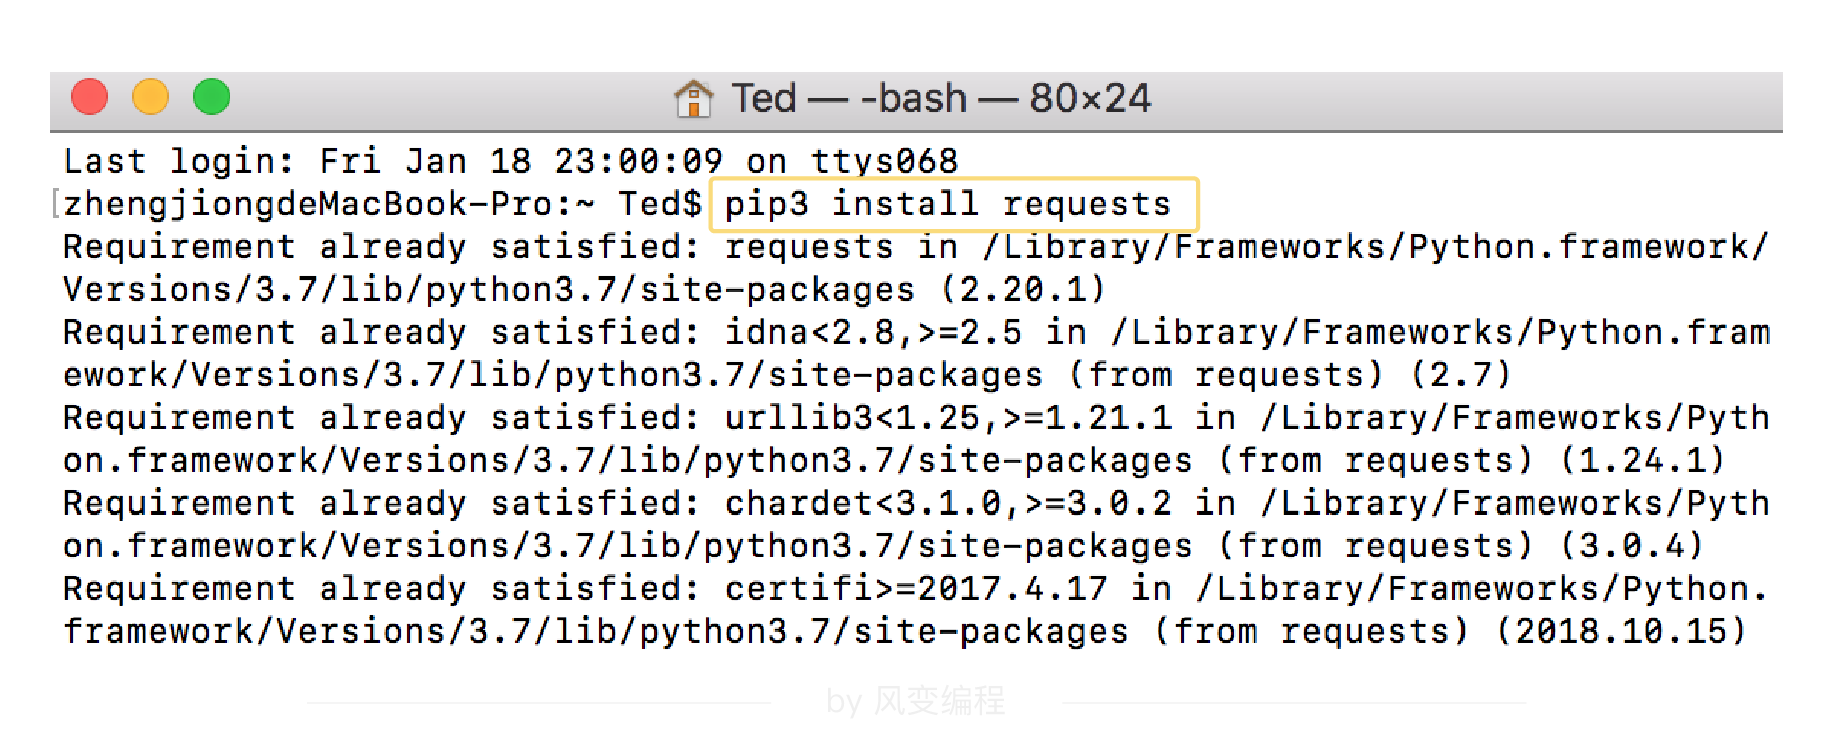 Ted — -bash — 80×24
Last login: Fri Jan 18 23:00:09 on ttys068
[zhengjiongdeMacBook-Pro:~ Ted$ pip3 install requests
Requirement already satisfied: requests in /Library/Frameworks/Python.framework/
Versions/3.7/lib/python3.7/site-packages (2.20.1)
Requirement already satisfied: idna<2.8,>=2.5 in /Library/Frameworks/Python.fram
ework/Versions/3.7/lib/python3.7/site-packages (from requests) (2.7)
Requirement already satisfied: urllib3<1.25,>=1.21.1 in /Library/Frameworks/Pyth
on.framework/Versions/3.7/lib/python3.7/site-packages (from requests) (1.24.1)
Requirement already satisfied: chardet<3.1.0,>=3.0.2 in /Library/Frameworks/Pyth
on.framework/Versions/3.7/lib/python3.7/site-packages (from requests) (3.0.4)
Requirement already satisfied: certifi>=2017.4.17 in /Library/Frameworks/Python.
framework/Versions/3.7/lib/python3.7/site-packages (from requests) (2018.10.15)
by 风变编程